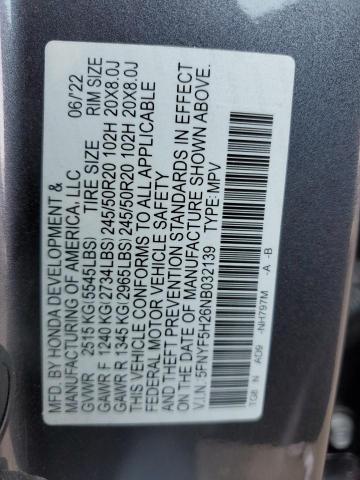 MFD. BY HONDA DEVELOPMENT & 06/'22
MANUFACTURING OF AMERICA, LLC
GVWR 2515 KG(5545LBS) TIRE SIZE RIM SIZE
GAWR F 1240 KG(2734LBS) 245/50R20 102H 20X8.0J
GAWR R 1345 KG(2965LBS) 245/50R20 102H 20X8.0J
THIS VEHICLE CONFORMS TO ALL APPLICABLE
FEDERAL MOTOR VEHICLE SAFETY
AND THEFT PREVENTION STANDARDS IN EFFECT
ON THE DATE OF MANUFACTURE SHOWN ABOVE.
V.I.N.: 5FNYF5H26NB032139 TYPE: MPV
TG8 N AD9 -NH797M -A -B